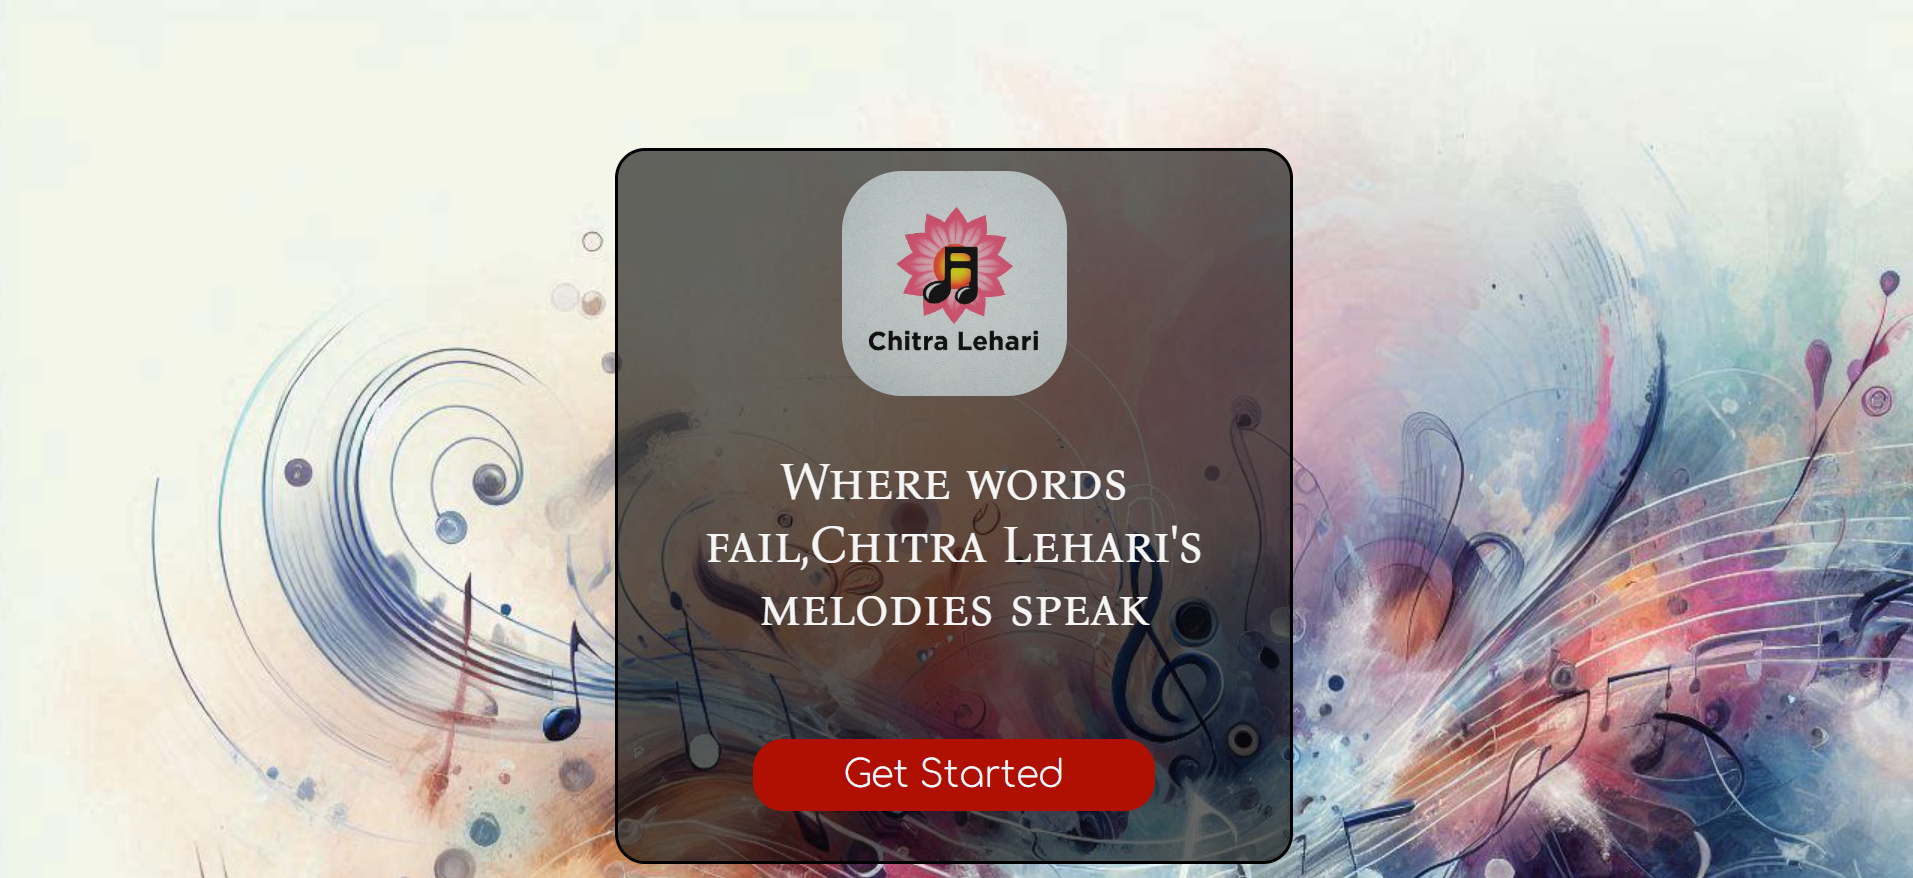 Chitra Lehari
Where words
fail,Chitra Lehari's
melodies speak
Get Started